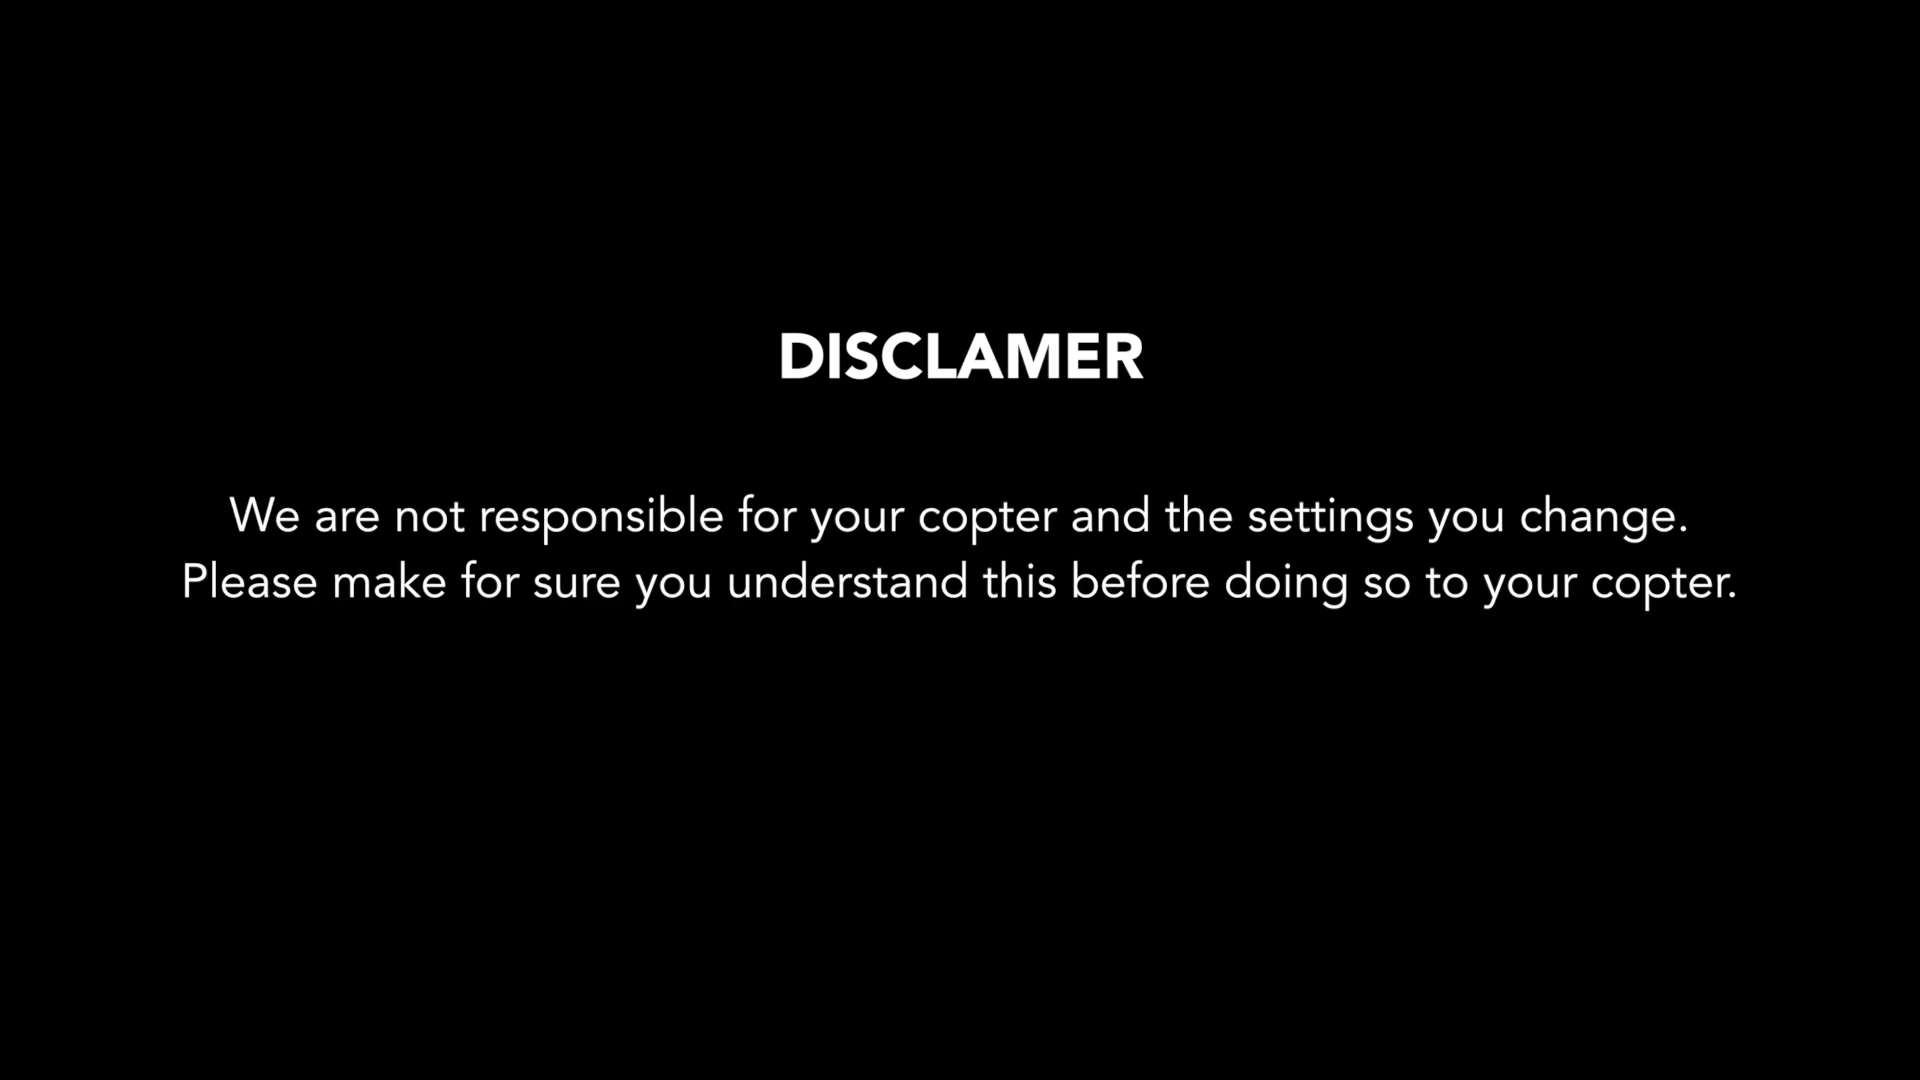 DISCLAMER
We are not responsible for your copter and the settings you change.
Please make for sure you understand this before doing so to your copter.